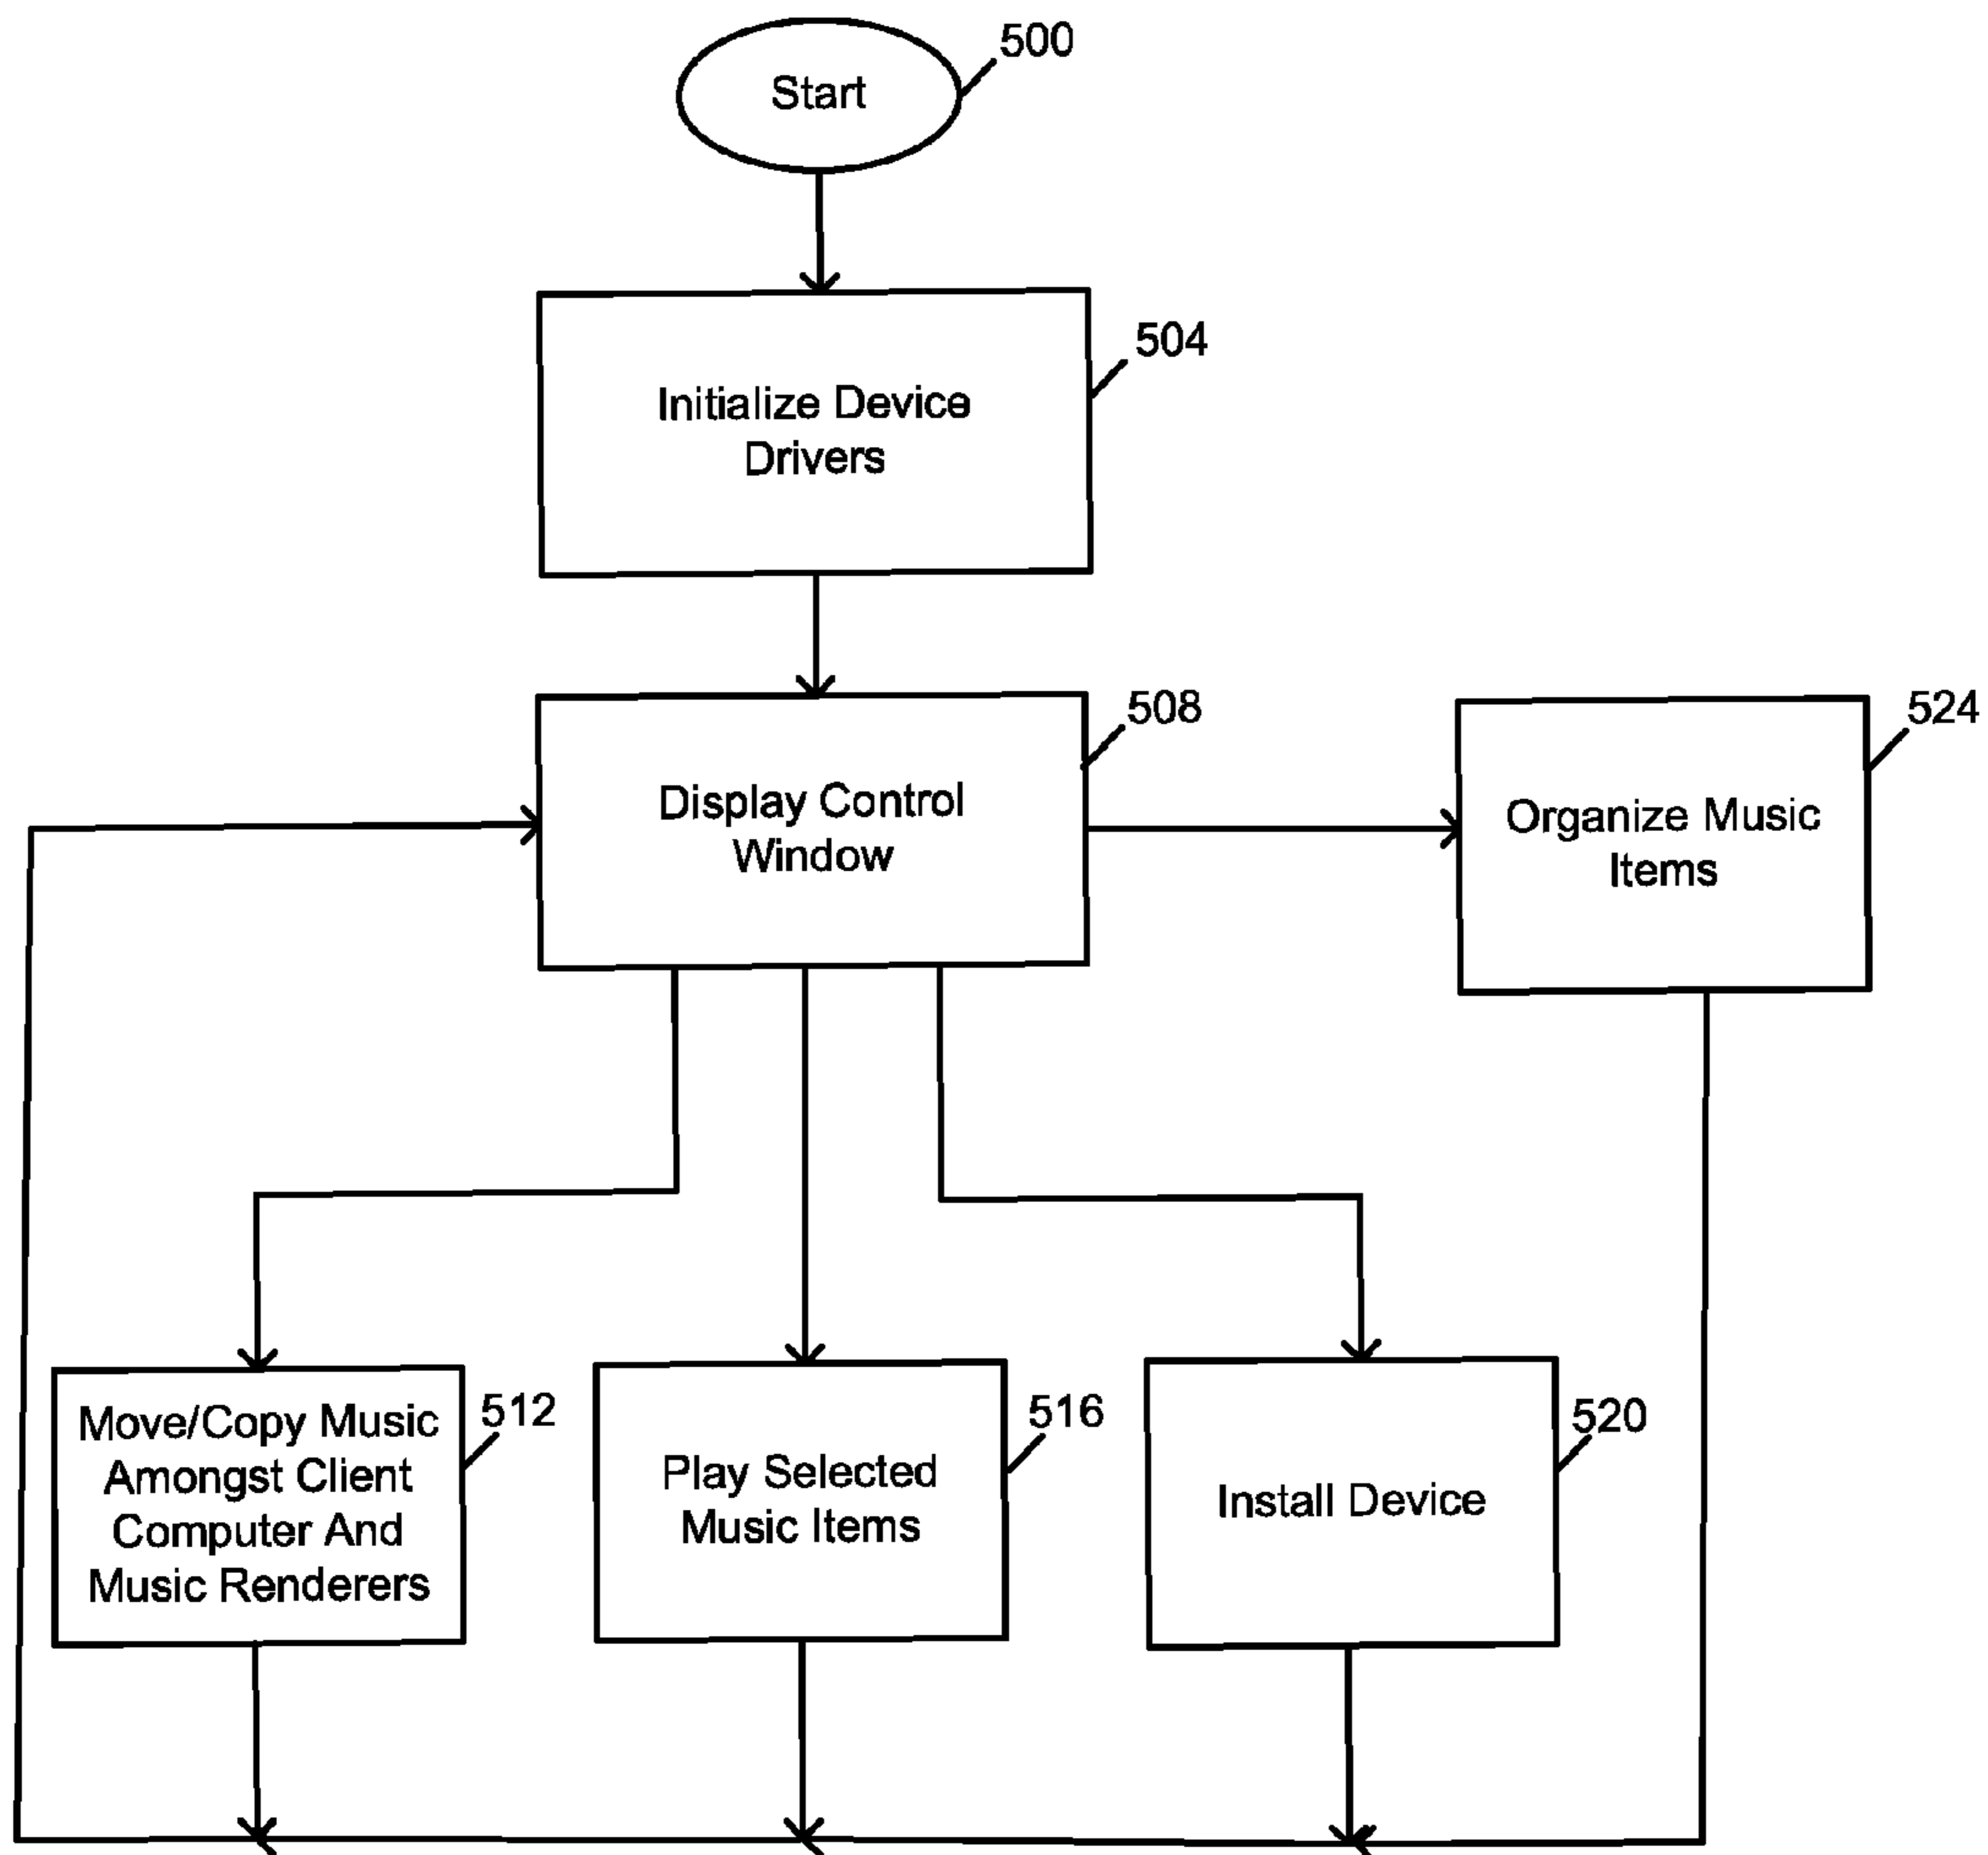 Start
500
Initialize Device
Drivers
504
Display Control
Window
508
Organize Music
Items
524
Move/Copy Music
Amongst Client
Computer And
Music Renderers
512
Play Selected
Music Items
516
Install Device
520